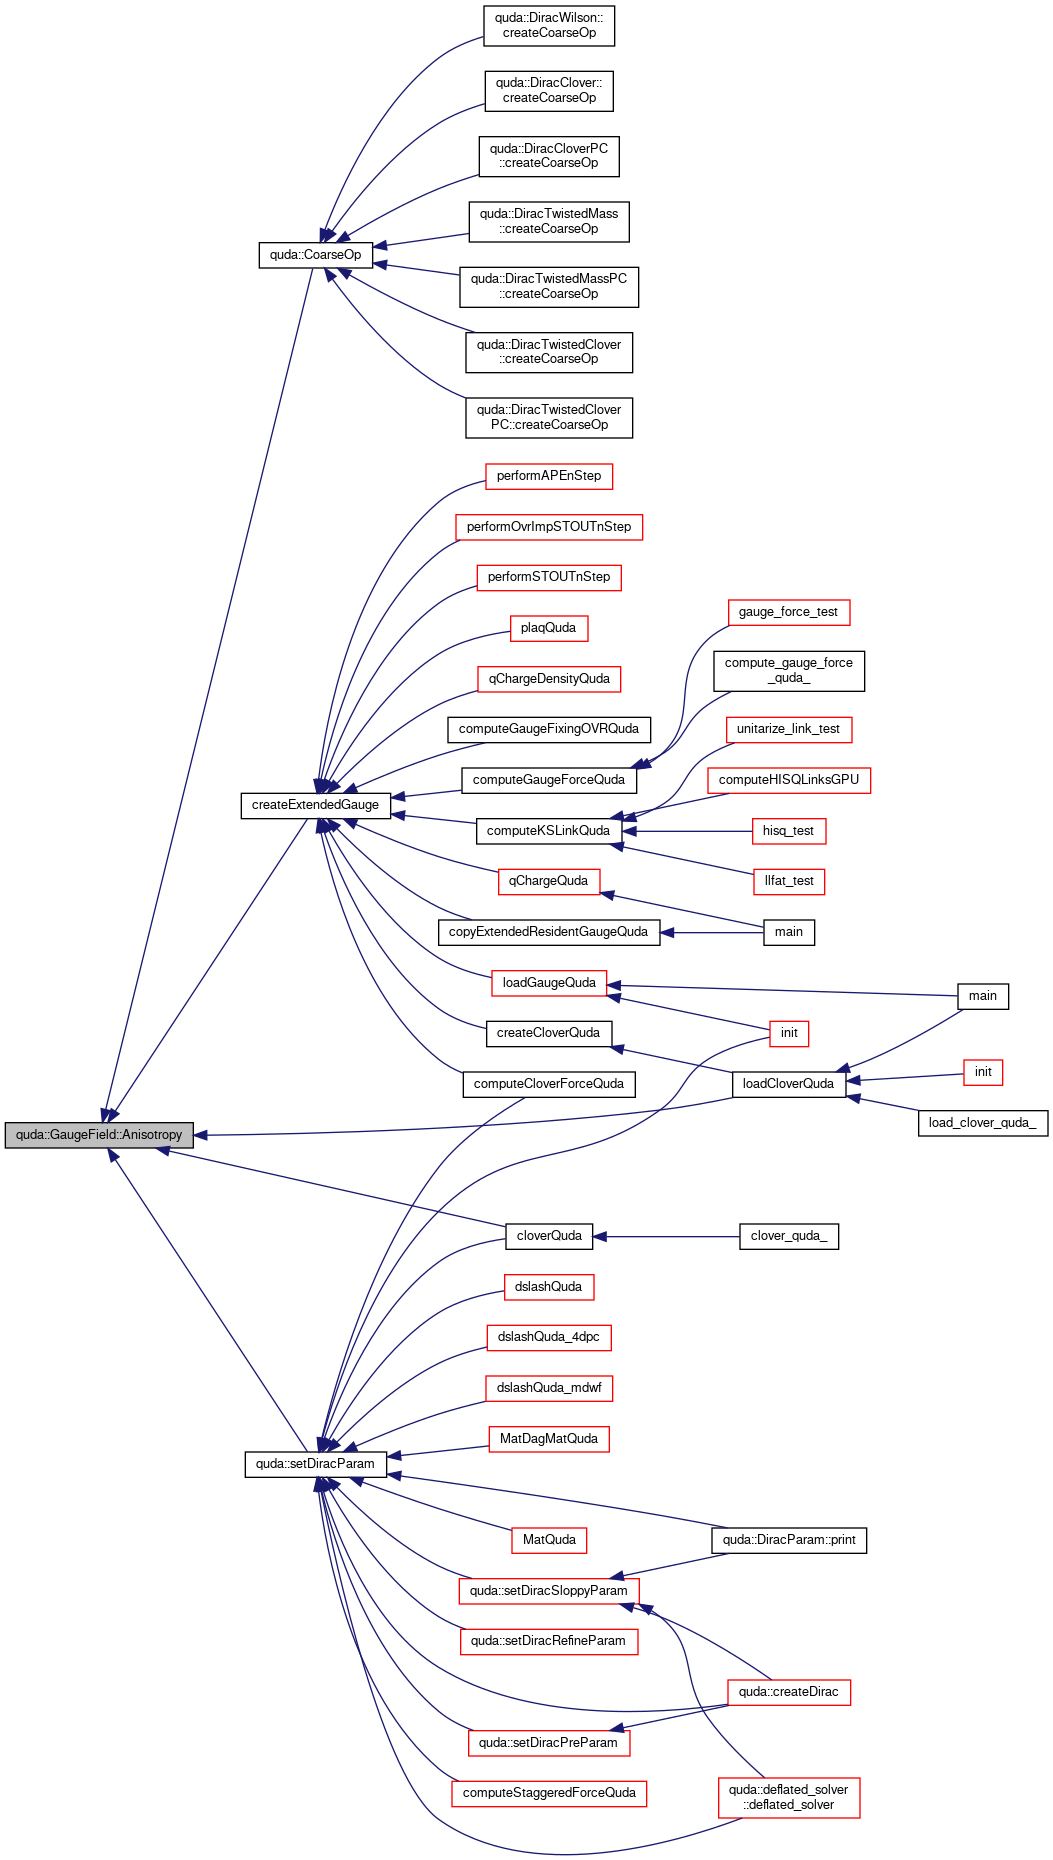 quda::DiracWilson::
createCoarseOp
quda::DiracClover::
createCoarseOp
quda::DiracCloverPC
::createCoarseOp
quda::DiracTwistedMass
::createCoarseOp
quda::CoarseOp
quda::DiracTwistedMassPC
::createCoarseOp
quda::DiracTwistedClover
::createCoarseOp
quda::DiracTwistedClover
PC::createCoarseOp
performAPEnStep
performOvrImpSTOUTnStep
performSTOUTnStep
plaqQuda
gauge_force_test
qChargeDensityQuda
compute_gauge_force
_quda_
computeGaugeFixingOVRQuda
unitarize_link_test
computeGaugeForceQuda
computeHISQLinksGPU
createExtendedGauge
computeKSLinkQuda
hisq_test
qChargeQuda
llfat_test
copyExtendedResidentGaugeQuda
main
loadGaugeQuda
main
createCloverQuda
init
computeCloverForceQuda
loadCloverQuda
init
load_clover_quda_
quda::GaugeField::Anisotropy
cloverQuda
clover_quda_
dslashQuda
dslashQuda_4dpc
dslashQuda_mdwf
MatDagMatQuda
quda::setDiracParam
MatQuda
quda::DiracParam::print
quda::setDiracSloppyParam
quda::setDiracRefineParam
quda::createDirac
quda::setDiracPreParam
computeStaggeredForceQuda
quda::deflated_solver
::deflated_solver